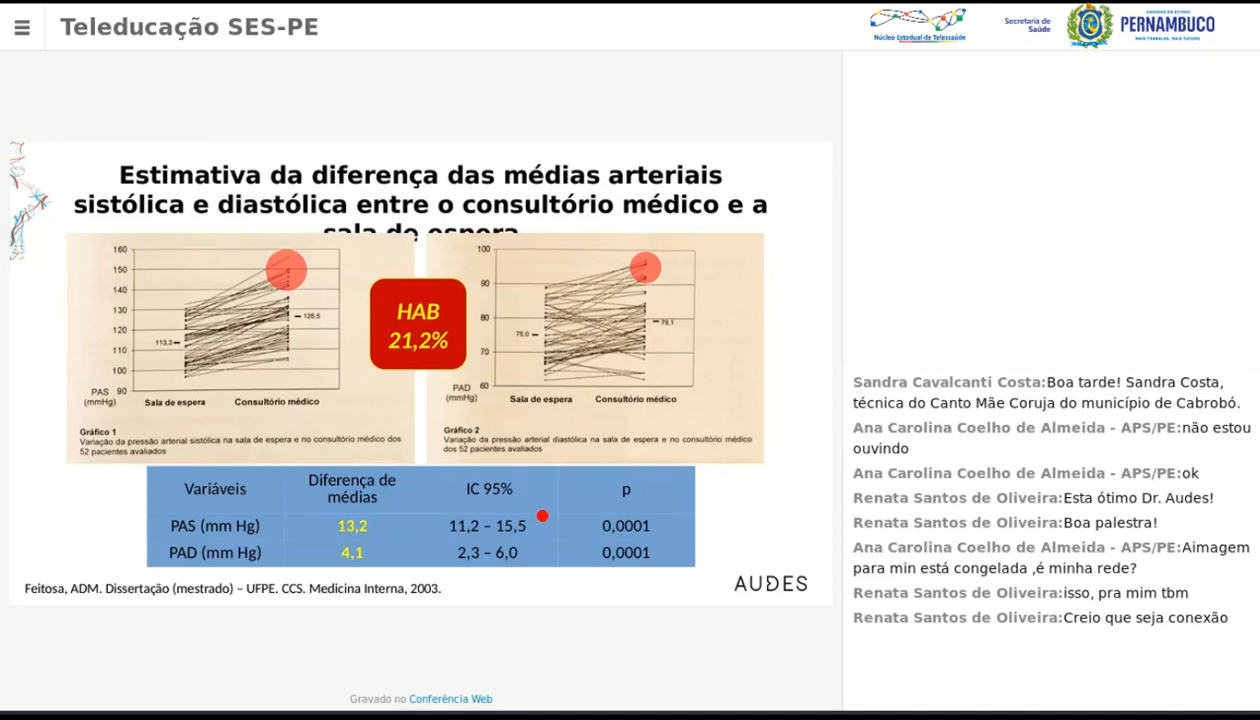 Teleducação SES-PE
Núcleo Estadual de Telessaúde
Secretaria de
Saúde
GOVERNO DO ESTADO
PERNAMBUCO
MAIS TRABALHO, MAIS FUTURO
Estimativa da diferença das médias arteriais
sistólica e diastólica entre o consultório médico e a
sala de espera
160
150
140
130
120
110
100
90
113,3
126,5
PAS
(mmHg)
Sala de espera
Consultório médico
Gráfico 1
Variação da pressão arterial sistólica na sala de espera e no consultório médico dos
52 pacientes avaliados
HAB
21,2%
100
90
80
70
60
75,0
79,1
PAD
(mmHg)
Sala de espera
Consultório médico
Gráfico 2
Variação da pressão arterial diastólica na sala de espera e no consultório médico
dos 52 pacientes avaliados
Variáveis Diferença de médias IC 95% p
PAS (mm Hg) 13,2 11,2 – 15,5 0,0001
PAD (mm Hg) 4,1 2,3 – 6,0 0,0001
Feitosa, ADM. Dissertação (mestrado) – UFPE. CCS. Medicina Interna, 2003.
AUDES
Gravado no Conferência Web
Sandra Cavalcanti Costa:Boa tarde! Sandra Costa,
técnica do Canto Mãe Coruja do município de Cabrobó.
Ana Carolina Coelho de Almeida - APS/PE:não estou
ouvindo
Ana Carolina Coelho de Almeida - APS/PE:ok
Renata Santos de Oliveira:Esta ótimo Dr. Audes!
Renata Santos de Oliveira:Boa palestra!
Ana Carolina Coelho de Almeida - APS/PE:Aimagem
para min está congelada ,é minha rede?
Renata Santos de Oliveira:isso, pra mim tbm
Renata Santos de Oliveira:Creio que seja conexão